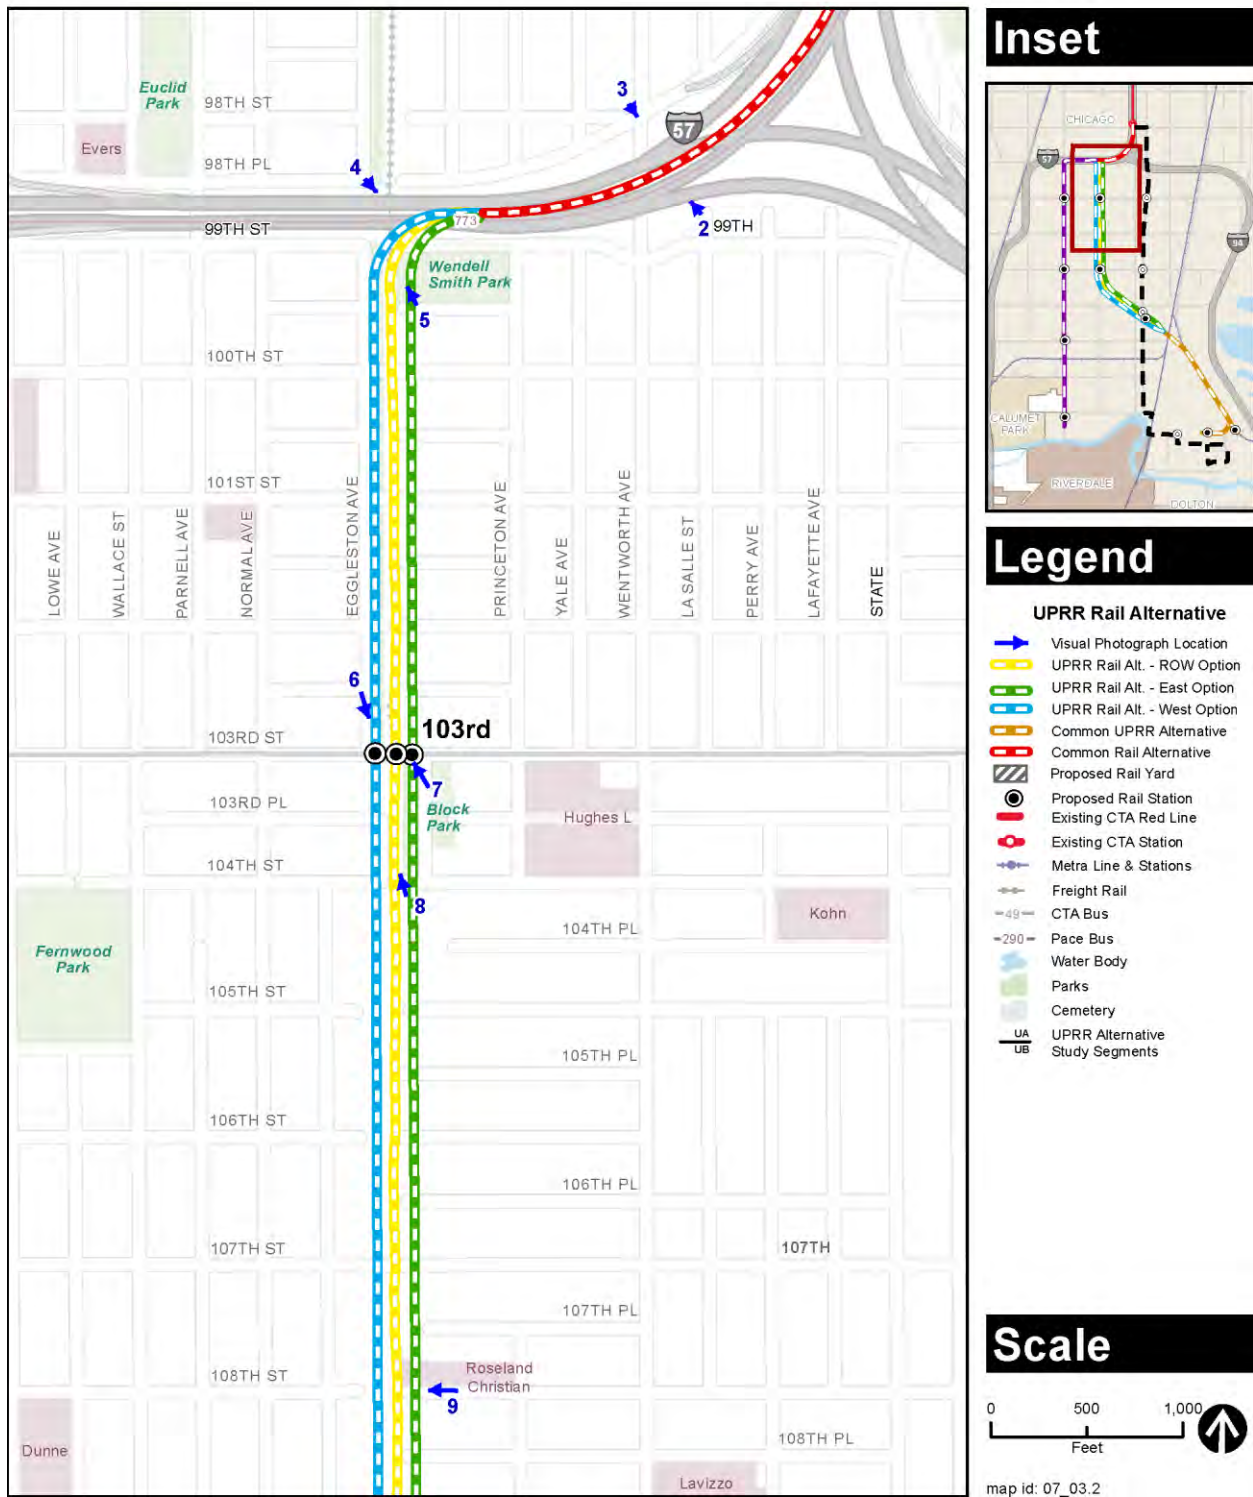 Euclid
Park
98TH ST
Evers
98TH PL
3
57
4
773
99TH ST
2
99TH
Wendell
Smith Park
5
100TH ST
101ST ST
LOWE AVE
WALLACE ST
PARNELL AVE
NORMAL AVE
EGGLESTON AVE
PRINCETON AVE
YALE AVE
WENTWORTH AVE
LA SALLE ST
PERRY AVE
LAFAYETTE AVE
STATE
6
103RD ST
103rd
7
103RD PL
Block
Park
Hughes L
104TH ST
8
Kohn
104TH PL
Fernwood
Park
105TH ST
105TH PL
106TH ST
106TH PL
107TH ST
107TH
107TH PL
108TH ST
Roseland
Christian
9
Dunne
108TH PL
Lavizzo
Inset
CHICAGO
57
94
CALUMET
PARK
RIVERDALE
DOLTON
Legend
UPRR Rail Alternative
Visual Photograph Location
UPRR Rail Alt. - ROW Option
UPRR Rail Alt. - East Option
UPRR Rail Alt. - West Option
Common UPRR Alternative
Common Rail Alternative
Proposed Rail Yard
Proposed Rail Station
Existing CTA Red Line
Existing CTA Station
Metra Line & Stations
Freight Rail
49 CTA Bus
290 Pace Bus
Water Body
Parks
Cemetery
UA UPRR Alternative
UB Study Segments
Scale
0 500 1,000
Feet
map id: 07_03.2